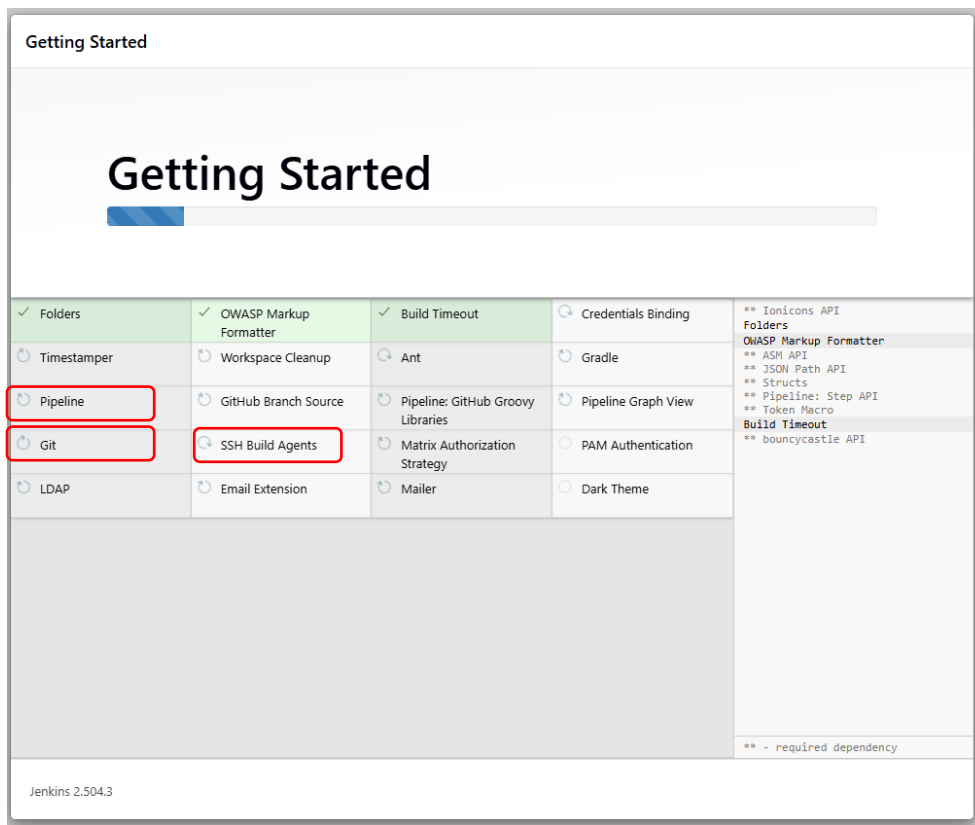 Getting Started
Getting Started
Folders
OWASP Markup
Formatter
Build Timeout
Credentials Binding
Timestamper
Workspace Cleanup
Ant
Gradle
Pipeline
GitHub Branch Source
Pipeline: GitHub Groovy
Libraries
Pipeline Graph View
Git
SSH Build Agents
Matrix Authorization
Strategy
PAM Authentication
LDAP
Email Extension
Mailer
Dark Theme
** Ionicons API
Folders
OWASP Markup Formatter
** ASM API
** JSON Path API
** Structs
** Pipeline: Step API
** Token Macro
Build Timeout
** bouncycastle API
** - required dependency
Jenkins 2.504.3